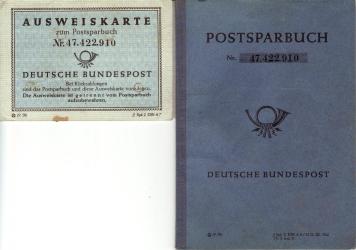 AUSWEISKARTE
zum Postsparbuch
Nr. 47.422.910
DEUTSCHE BUNDESPOST
Bei Rückzahlungen
sind das Postsparbuch und diese Ausweiskarte vorzulegen.
Die Ausweiskarte ist getrennt vom Postsparbuch
aufzubewahren.
POSTSPARBUCH
Nr. 47.422.910
DEUTSCHE BUNDESPOST